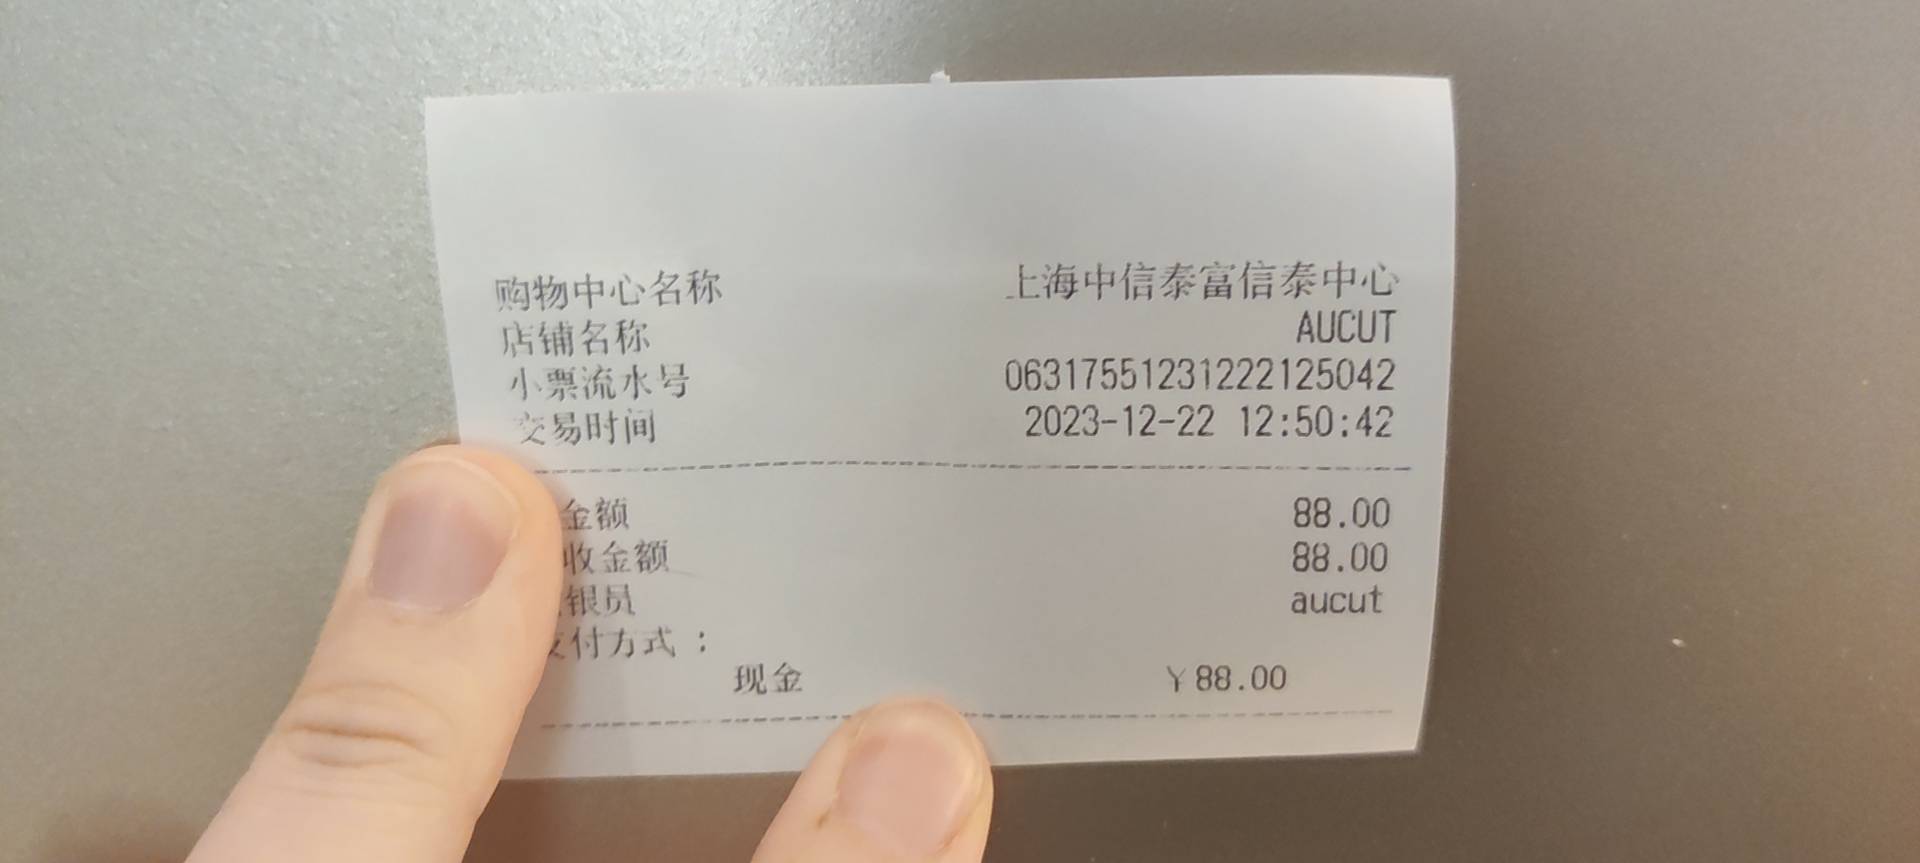 购物中心名称 上海中信泰富信泰中心
店铺名称 AUCUT
小票流水号 06317551231222125042
交易时间 2023-12-22 12:50:42
金额 88.00
收金额 88.00
银员 aucut
支付方式：
现金 ¥88.00